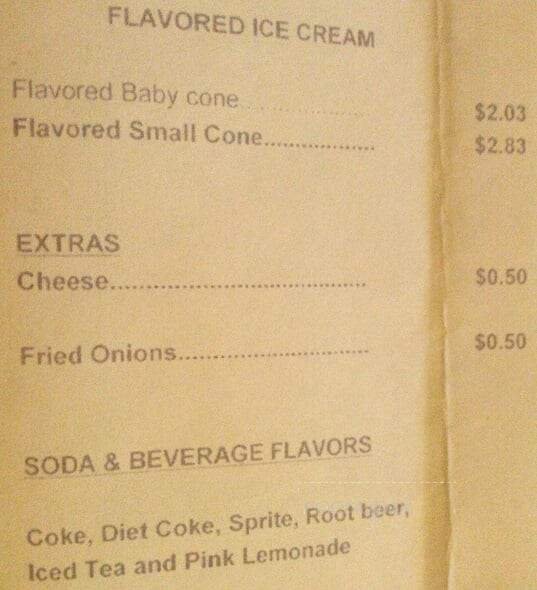 FLAVORED ICE CREAM
Flavored Baby cone.................... $2.03
Flavored Small Cone.................. $2.83
EXTRAS
Cheese.................................... $0.50
Fried Onions........................... $0.50
SODA & BEVERAGE FLAVORS
Coke, Diet Coke, Sprite, Root beer,
Iced Tea and Pink Lemonade